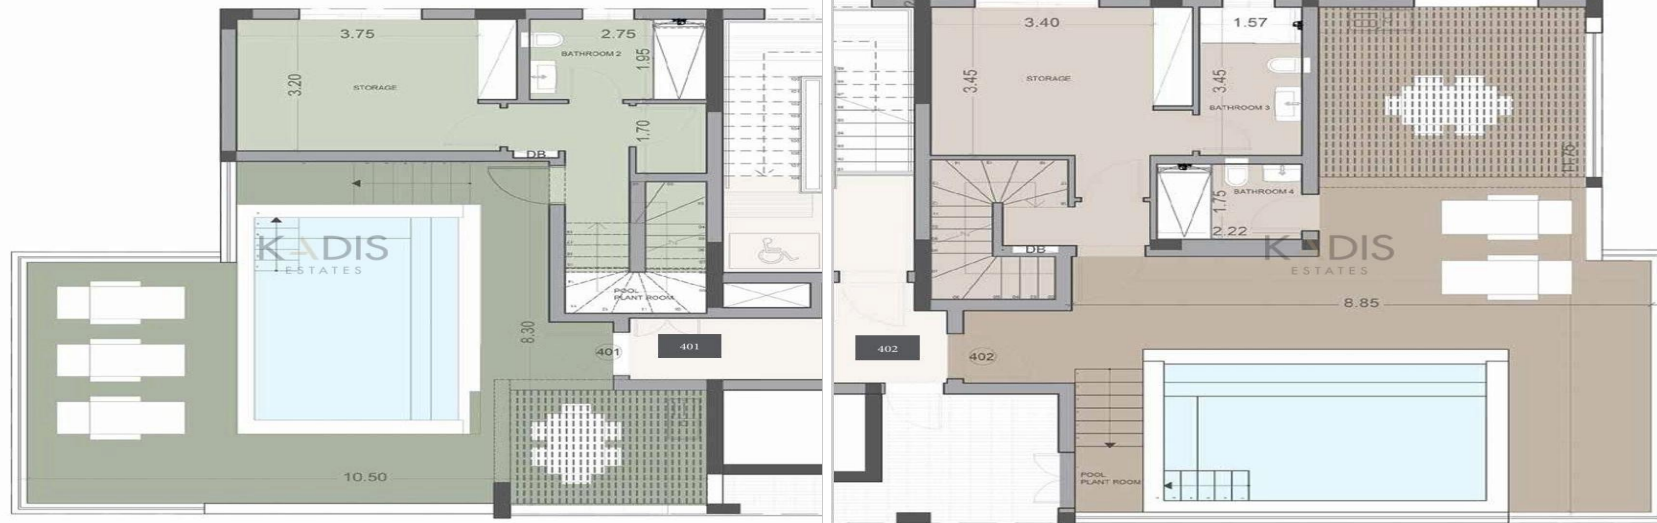 3.75
2.75
BATHROOM 2
1.95
3.20
STORAGE
1.70
DB
KADIS
ESTATES
POOL
PLANT ROOM
8.30
401
401
10.50
3.40
1.57
STORAGE
3.45
3.45
BATHROOM 3
11.75
BATHROOM 4
1.75
2.22
DB
KADIS
ESTATES
8.85
402
402
POOL
PLANT ROOM